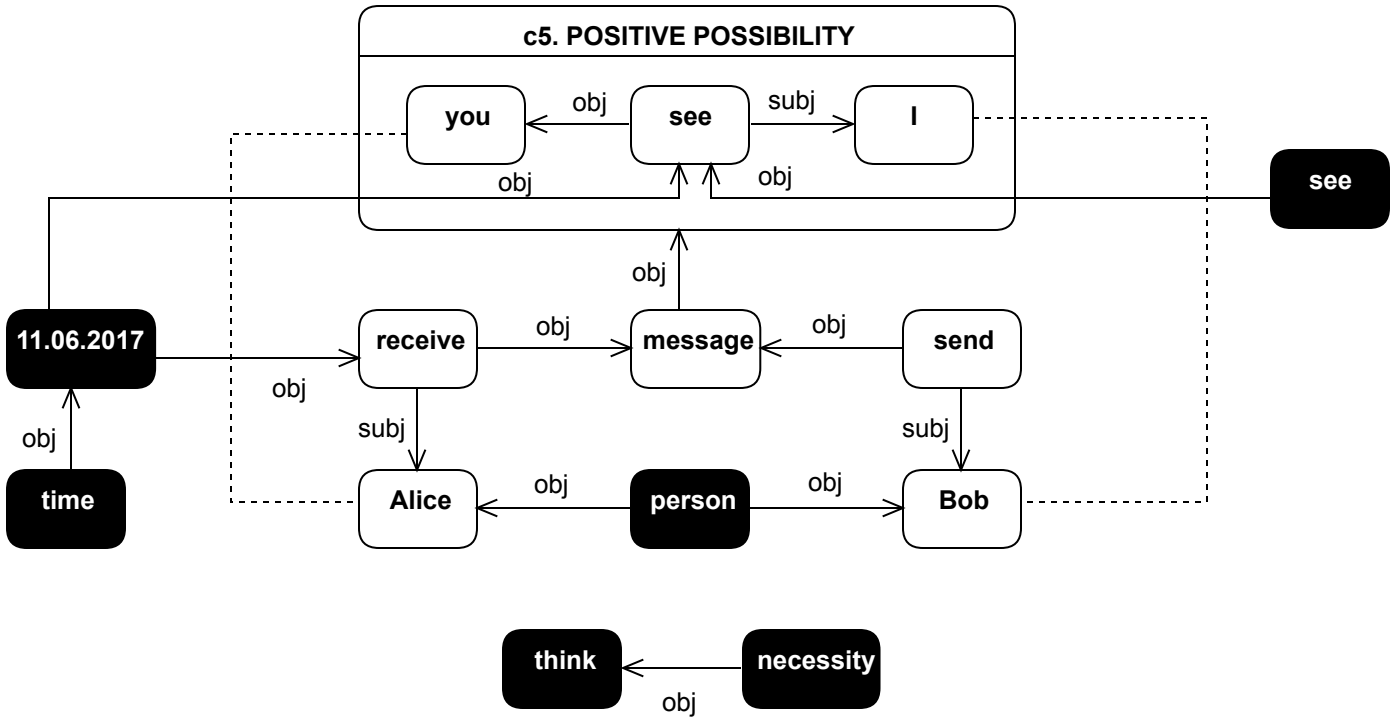 c5. POSITIVE POSSIBILITY
you
obj
see
subj
I
obj
obj
see
obj
11.06.2017
obj
receive
obj
message
obj
send
obj
subj
subj
time
Alice
obj
person
obj
Bob
think
obj
necessity